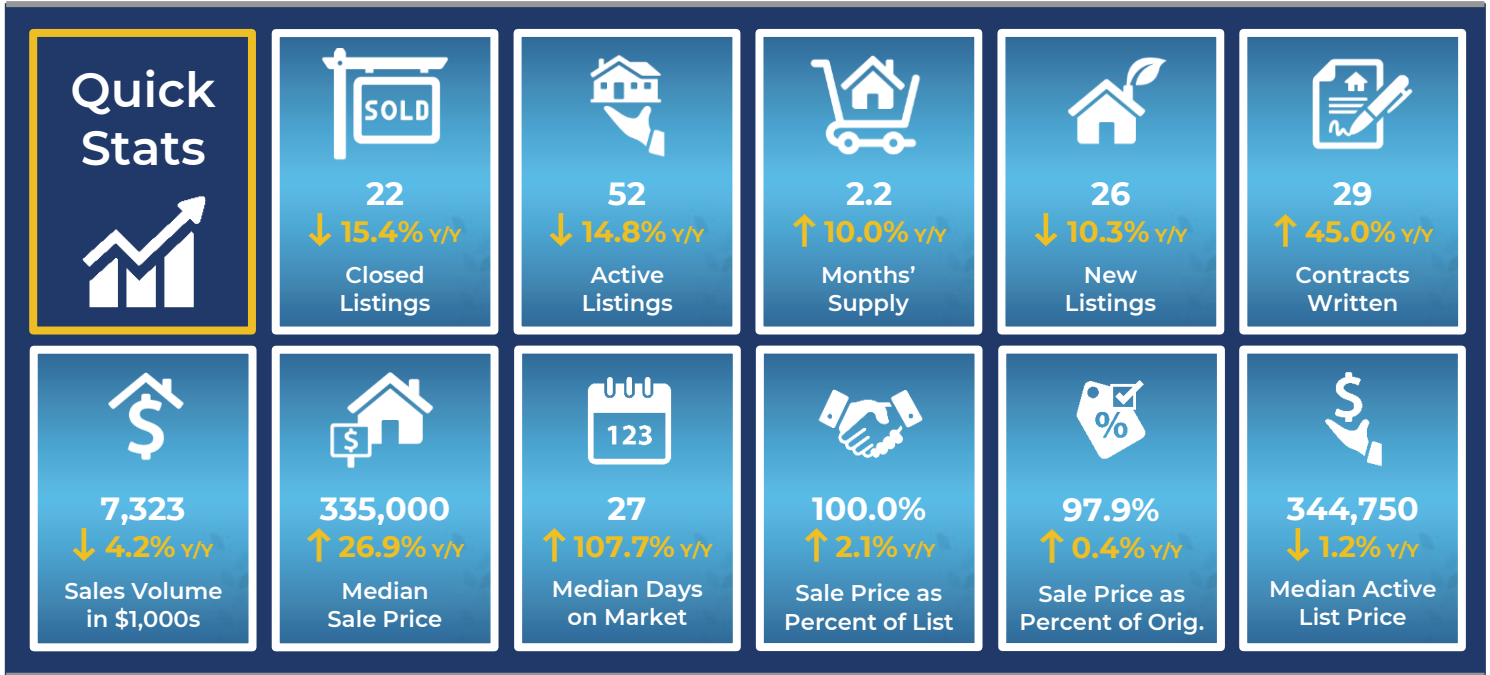 Quick
Stats
SOLD
22
↓ 15.4% Y/Y
Closed
Listings
52
↓ 14.8% Y/Y
Active
Listings
2.2
↑ 10.0% Y/Y
Months'
Supply
26
↓ 10.3% Y/Y
New
Listings
29
↑ 45.0% Y/Y
Contracts
Written
$
7,323
↓ 4.2% Y/Y
Sales Volume
in $1,000s
$
335,000
↑ 26.9% Y/Y
Median
Sale Price
123
27
↑ 107.7% Y/Y
Median Days
on Market
100.0%
↑ 2.1% Y/Y
Sale Price as
Percent of List
%
97.9%
↑ 0.4% Y/Y
Sale Price as
Percent of Orig.
$
344,750
↓ 1.2% Y/Y
Median Active
List Price